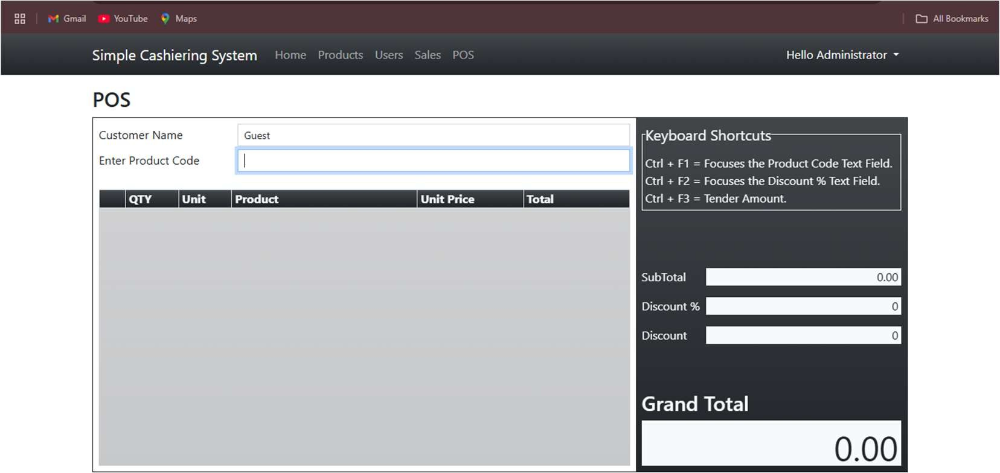 Gmail YouTube Maps All Bookmarks
Simple Cashiering System Home Products Users Sales POS Hello Administrator
POS
Customer Name Guest
Enter Product Code
QTY Unit Product Unit Price Total
Keyboard Shortcuts
Ctrl + F1 = Focuses the Product Code Text Field.
Ctrl + F2 = Focuses the Discount % Text Field.
Ctrl + F3 = Tender Amount.
SubTotal 0.00
Discount % 0
Discount 0
Grand Total
0.00